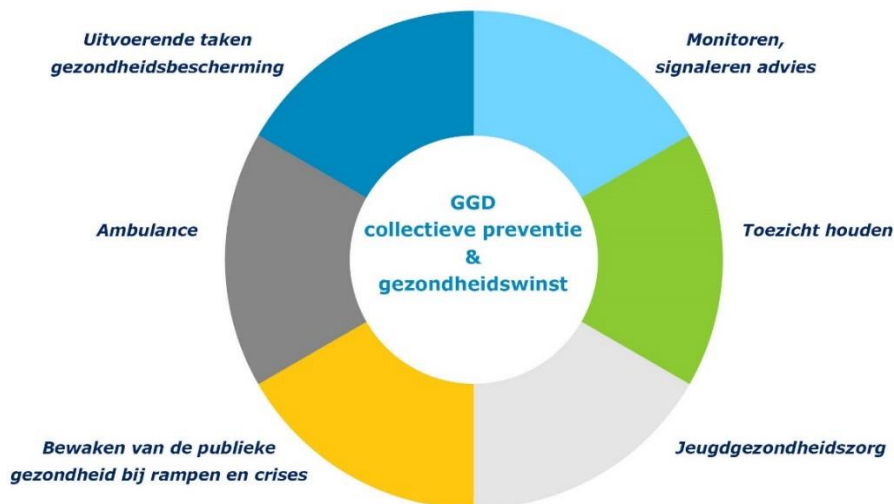 Uitvoerende taken
gezondheidsbescherming
Monitoren,
signaleren advies
Ambulance
GGD
collectieve preventie
&
gezondheidswinst
Toezicht houden
Bewaken van de publieke
gezondheid bij rampen en crises
Jeugdgezondheidszorg